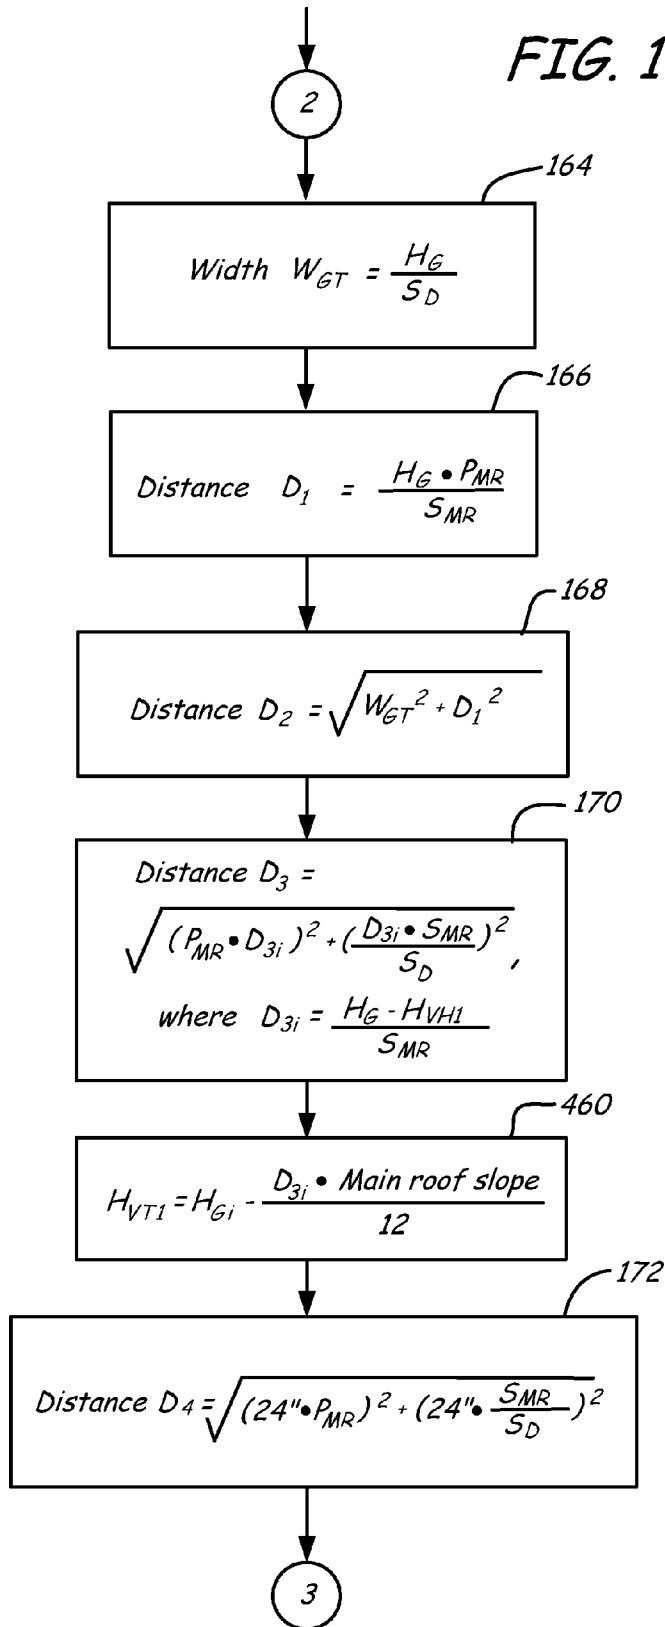 FIG. 1
2
164
Width W_GT = H_G / S_D
166
Distance D_1 = H_G • P_MR / S_MR
168
Distance D_2 = √(W_GT² + D_1²)
170
Distance D_3 =
√((P_MR • D_3i)² + (D_3i • S_MR / S_D)²),
where D_3i = H_G - H_VH1 / S_MR
460
H_VT1 = H_Gi - D_3i • Main roof slope / 12
172
Distance D_4 = √((24" • P_MR)² + (24" • S_MR / S_D)²)
3